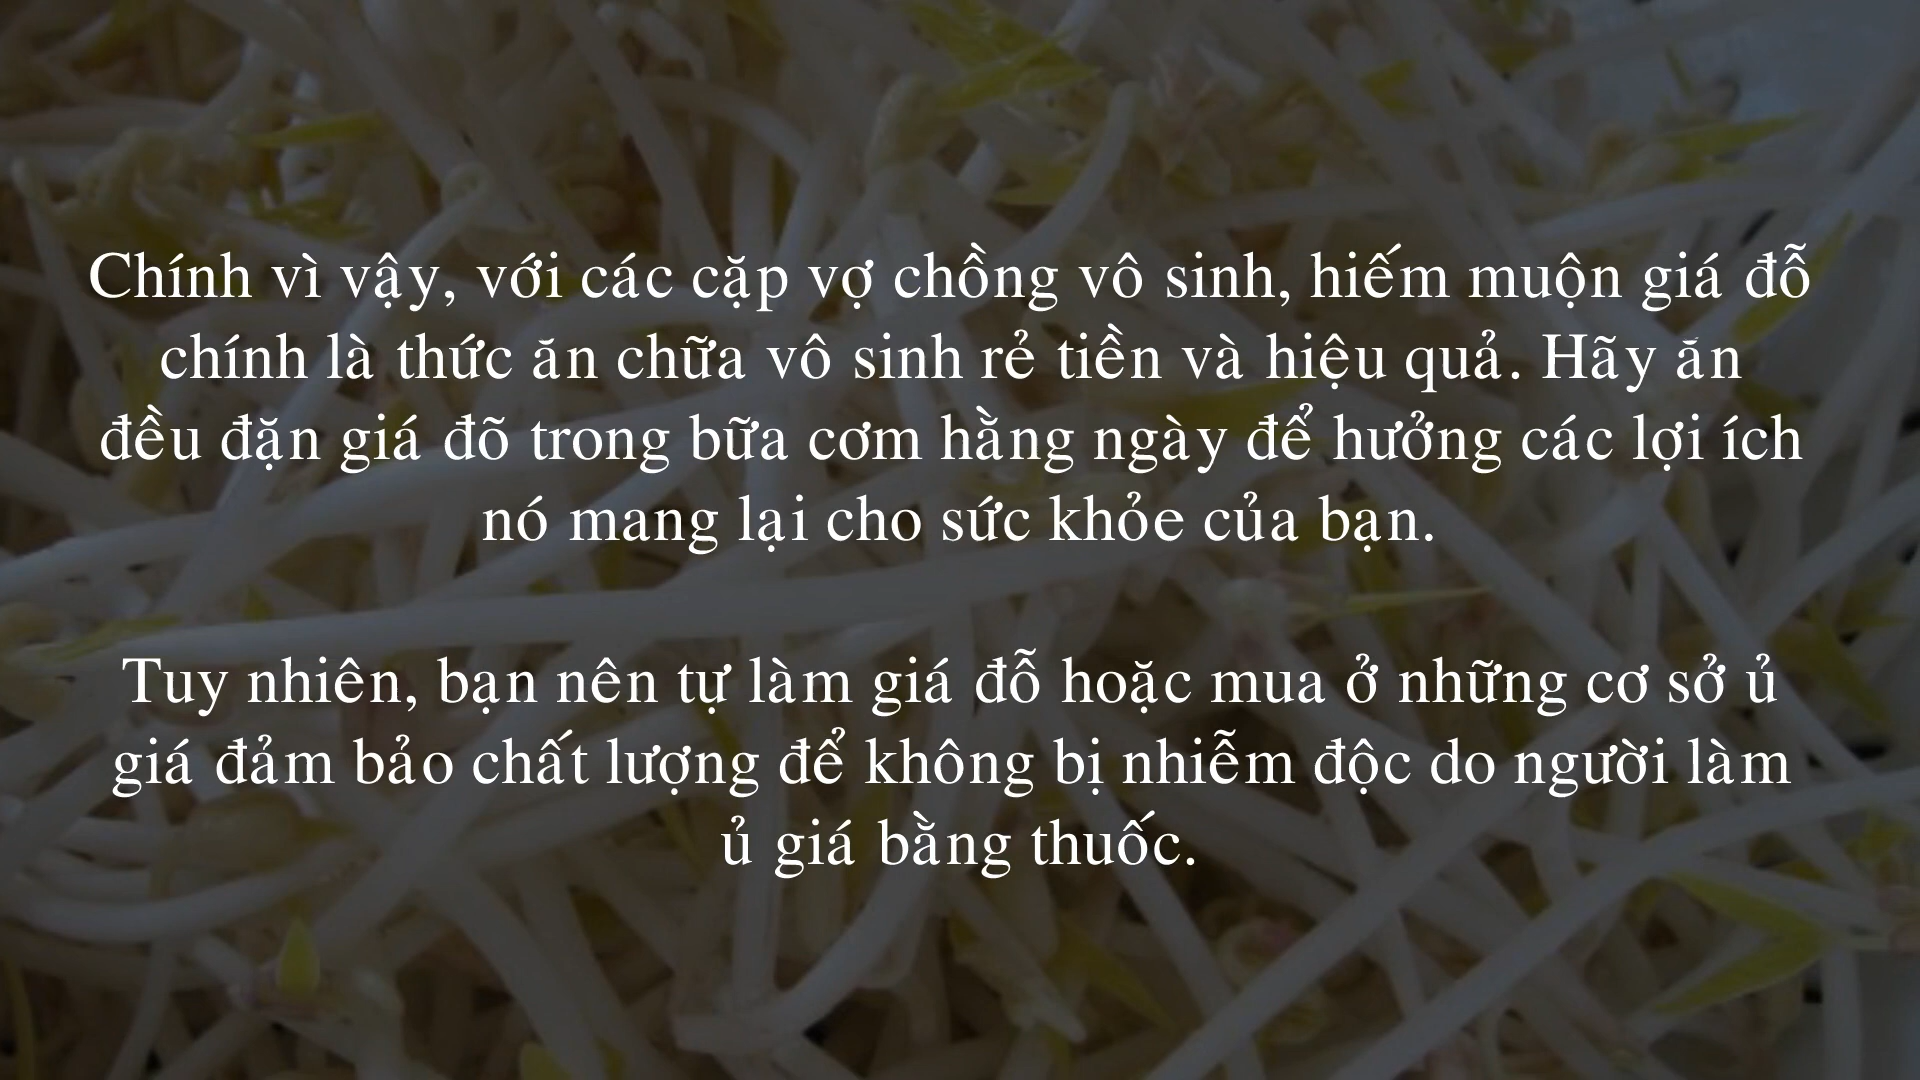 Chính vì vậy, với các cặp vợ chồng vô sinh, hiếm muộn giá đỗ
chính là thức ăn chữa vô sinh rẻ tiền và hiệu quả. Hãy ăn
đều đặn giá đõ trong bữa cơm hằng ngày để hưởng các lợi ích
nó mang lại cho sức khỏe của bạn.
Tuy nhiên, bạn nên tự làm giá đỗ hoặc mua ở những cơ sở ủ
giá đảm bảo chất lượng để không bị nhiễm độc do người làm
ủ giá bằng thuốc.